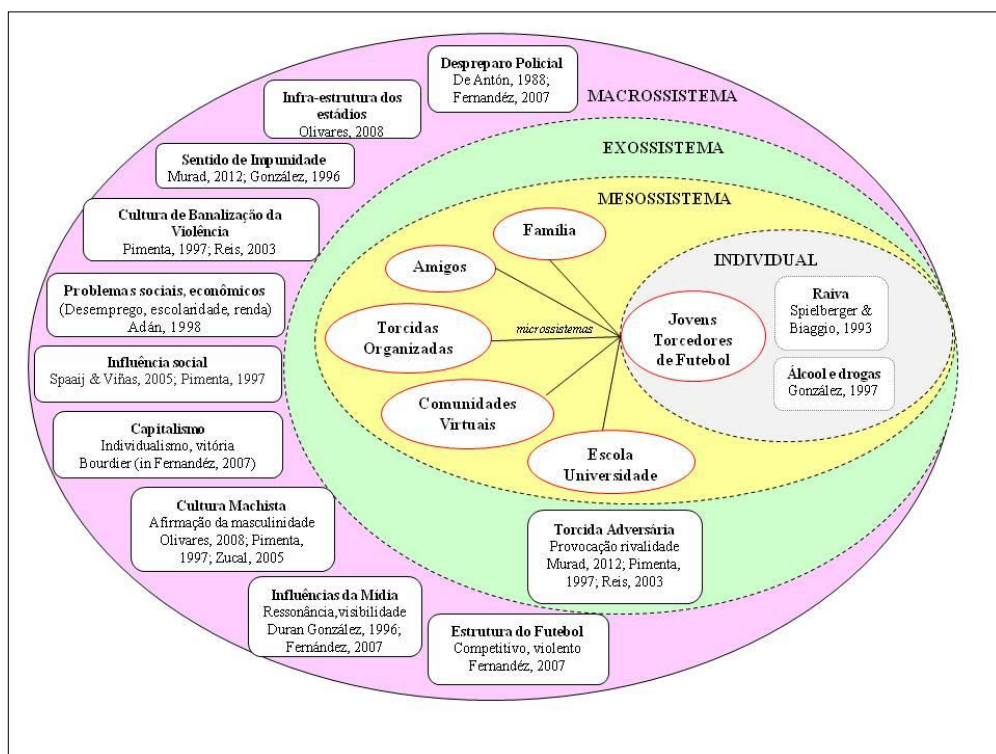 Despreparo Policial
De Antón, 1988;
Fernandéz, 2007
MACROSSISTEMA
Infra-estrutura dos
estádios
Olivares, 2008
EXOSSISTEMA
Sentido de Impunidade
Murad, 2012; González, 1996
MESOSSISTEMA
Cultura de Banalização da
Violência
Pimenta, 1997; Reis, 2003
Família
Amigos
INDIVIDUAL
Problemas sociais, econômicos
(Desemprego, escolaridade, renda)
Adán, 1998
Raiva
Spielberger &
Biaggio, 1993
Torcidas
Organizadas
microssistemas
Jovens
Torcedores
de Futebol
Influência social
Spaaij & Viñas, 2005; Pimenta, 1997
Álcool e drogas
González, 1997
Comunidades
Virtuais
Capitalismo
Individualismo, vitória
Bourdier (in Fernandéz, 2007)
Escola
Universidade
Cultura Machista
Afirmação da masculinidade
Olivares, 2008; Pimenta,
1997; Zucal, 2005
Torcida Adversária
Provocação rivalidade
Murad, 2012; Pimenta,
1997; Reis, 2003
Influências da Mídia
Ressonância,visibilidade
Duran González, 1996;
Fernández, 2007
Estrutura do Futebol
Competitivo, violento
Fernandéz, 2007